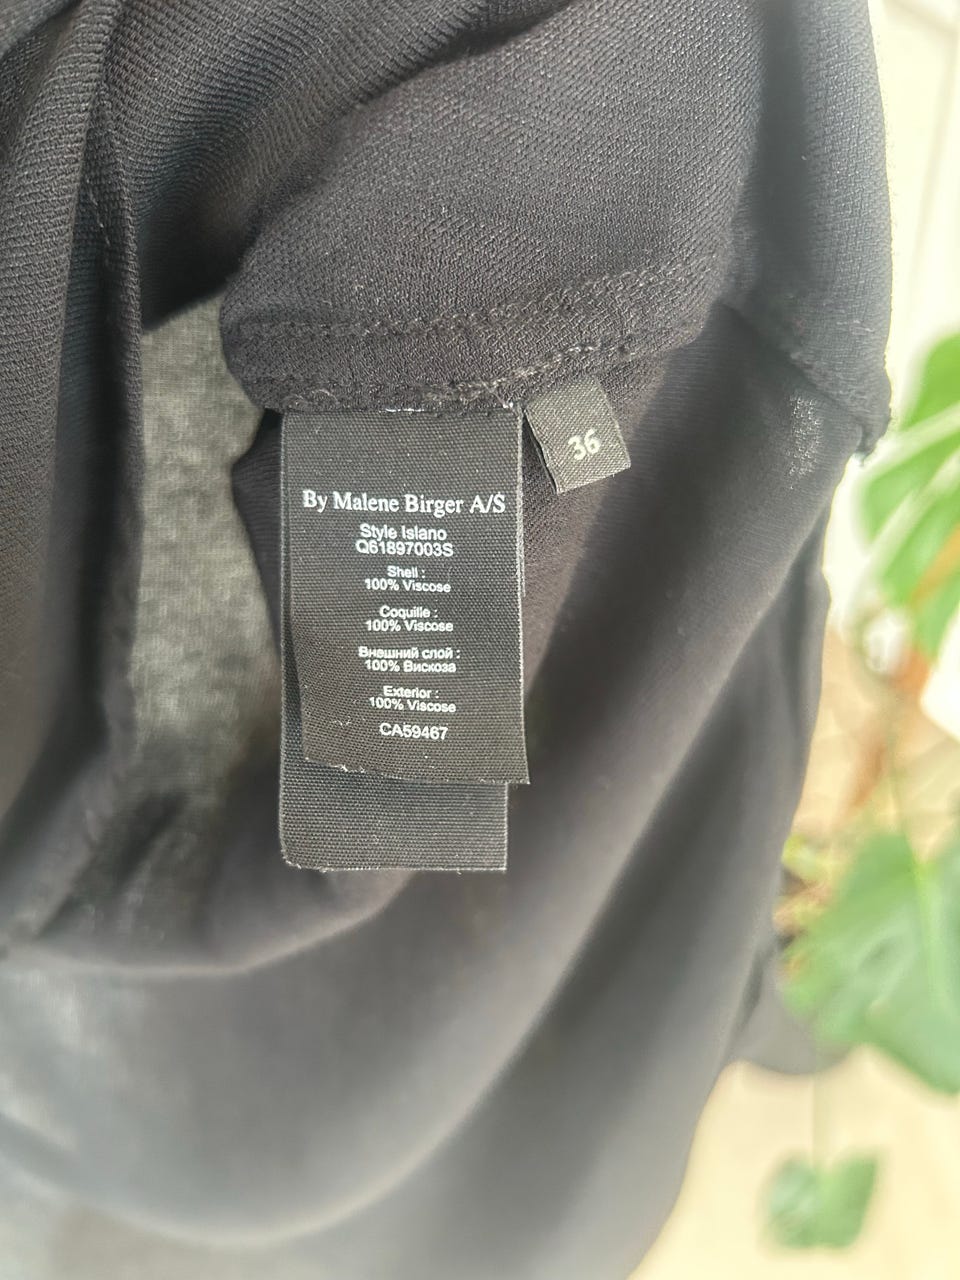 36
By Malene Birger A/S
Style Islano
Q61897003S
Shell :
100% Viscose
Coquille :
100% Viscose
Внешний слой :
100% Вискоза
Exterior :
100% Viscose
CA59467